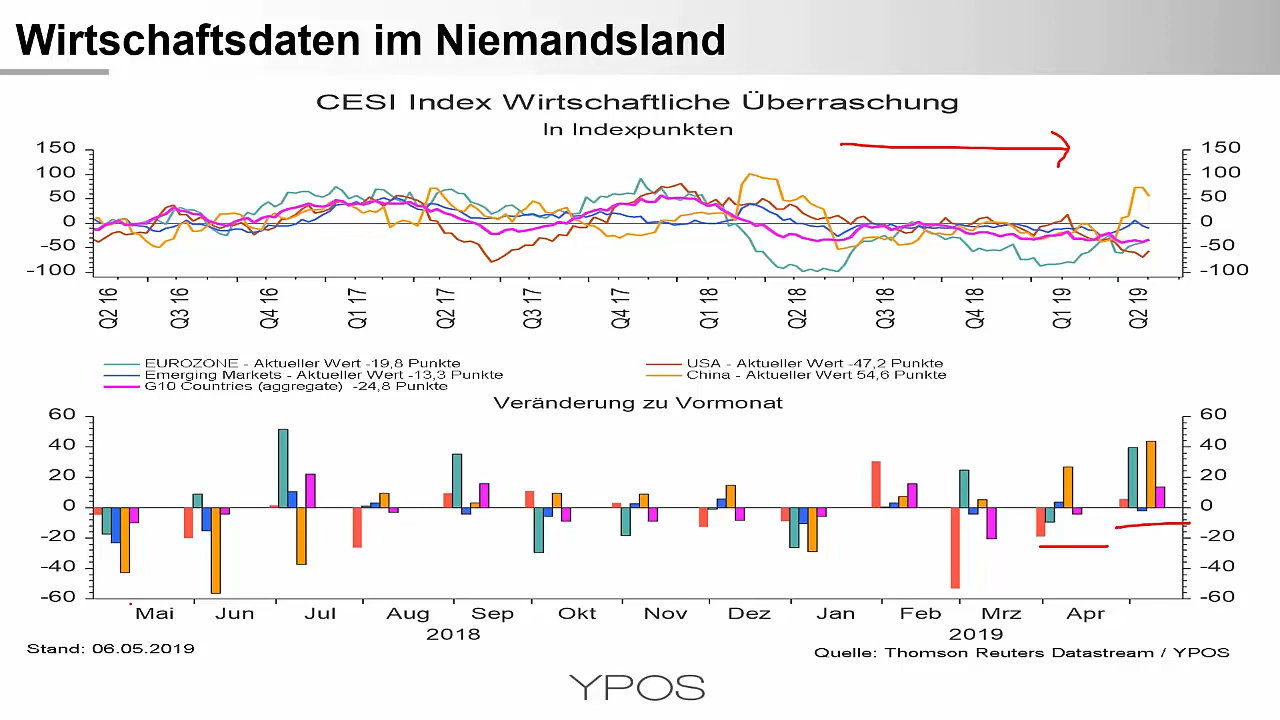 Wirtschaftsdaten im Niemandsland
CESI Index Wirtschaftliche Überraschung
In Indexpunkten
150 150
100 100
50 50
0 0
-50 -50
-100 -100
Q2 16 Q3 16 Q4 16 Q1 17 Q2 17 Q3 17 Q4 17 Q1 18 Q2 18 Q3 18 Q4 18 Q1 19 Q2 19
EUROZONE - Aktueller Wert -19,8 Punkte USA - Aktueller Wert -47,2 Punkte
Emerging Markets - Aktueller Wert -13,3 Punkte China - Aktueller Wert 54,6 Punkte
G10 Countries (aggregate) -24,8 Punkte
Veränderung zu Vormonat
60 60
40 40
20 20
0 0
-20 -20
-40 -40
-60 -60
Mai Jun Jul Aug Sep Okt Nov Dez Jan Feb Mrz Apr
2018 2019
Stand: 06.05.2019
Quelle: Thomson Reuters Datastream / YPOS
YPOS